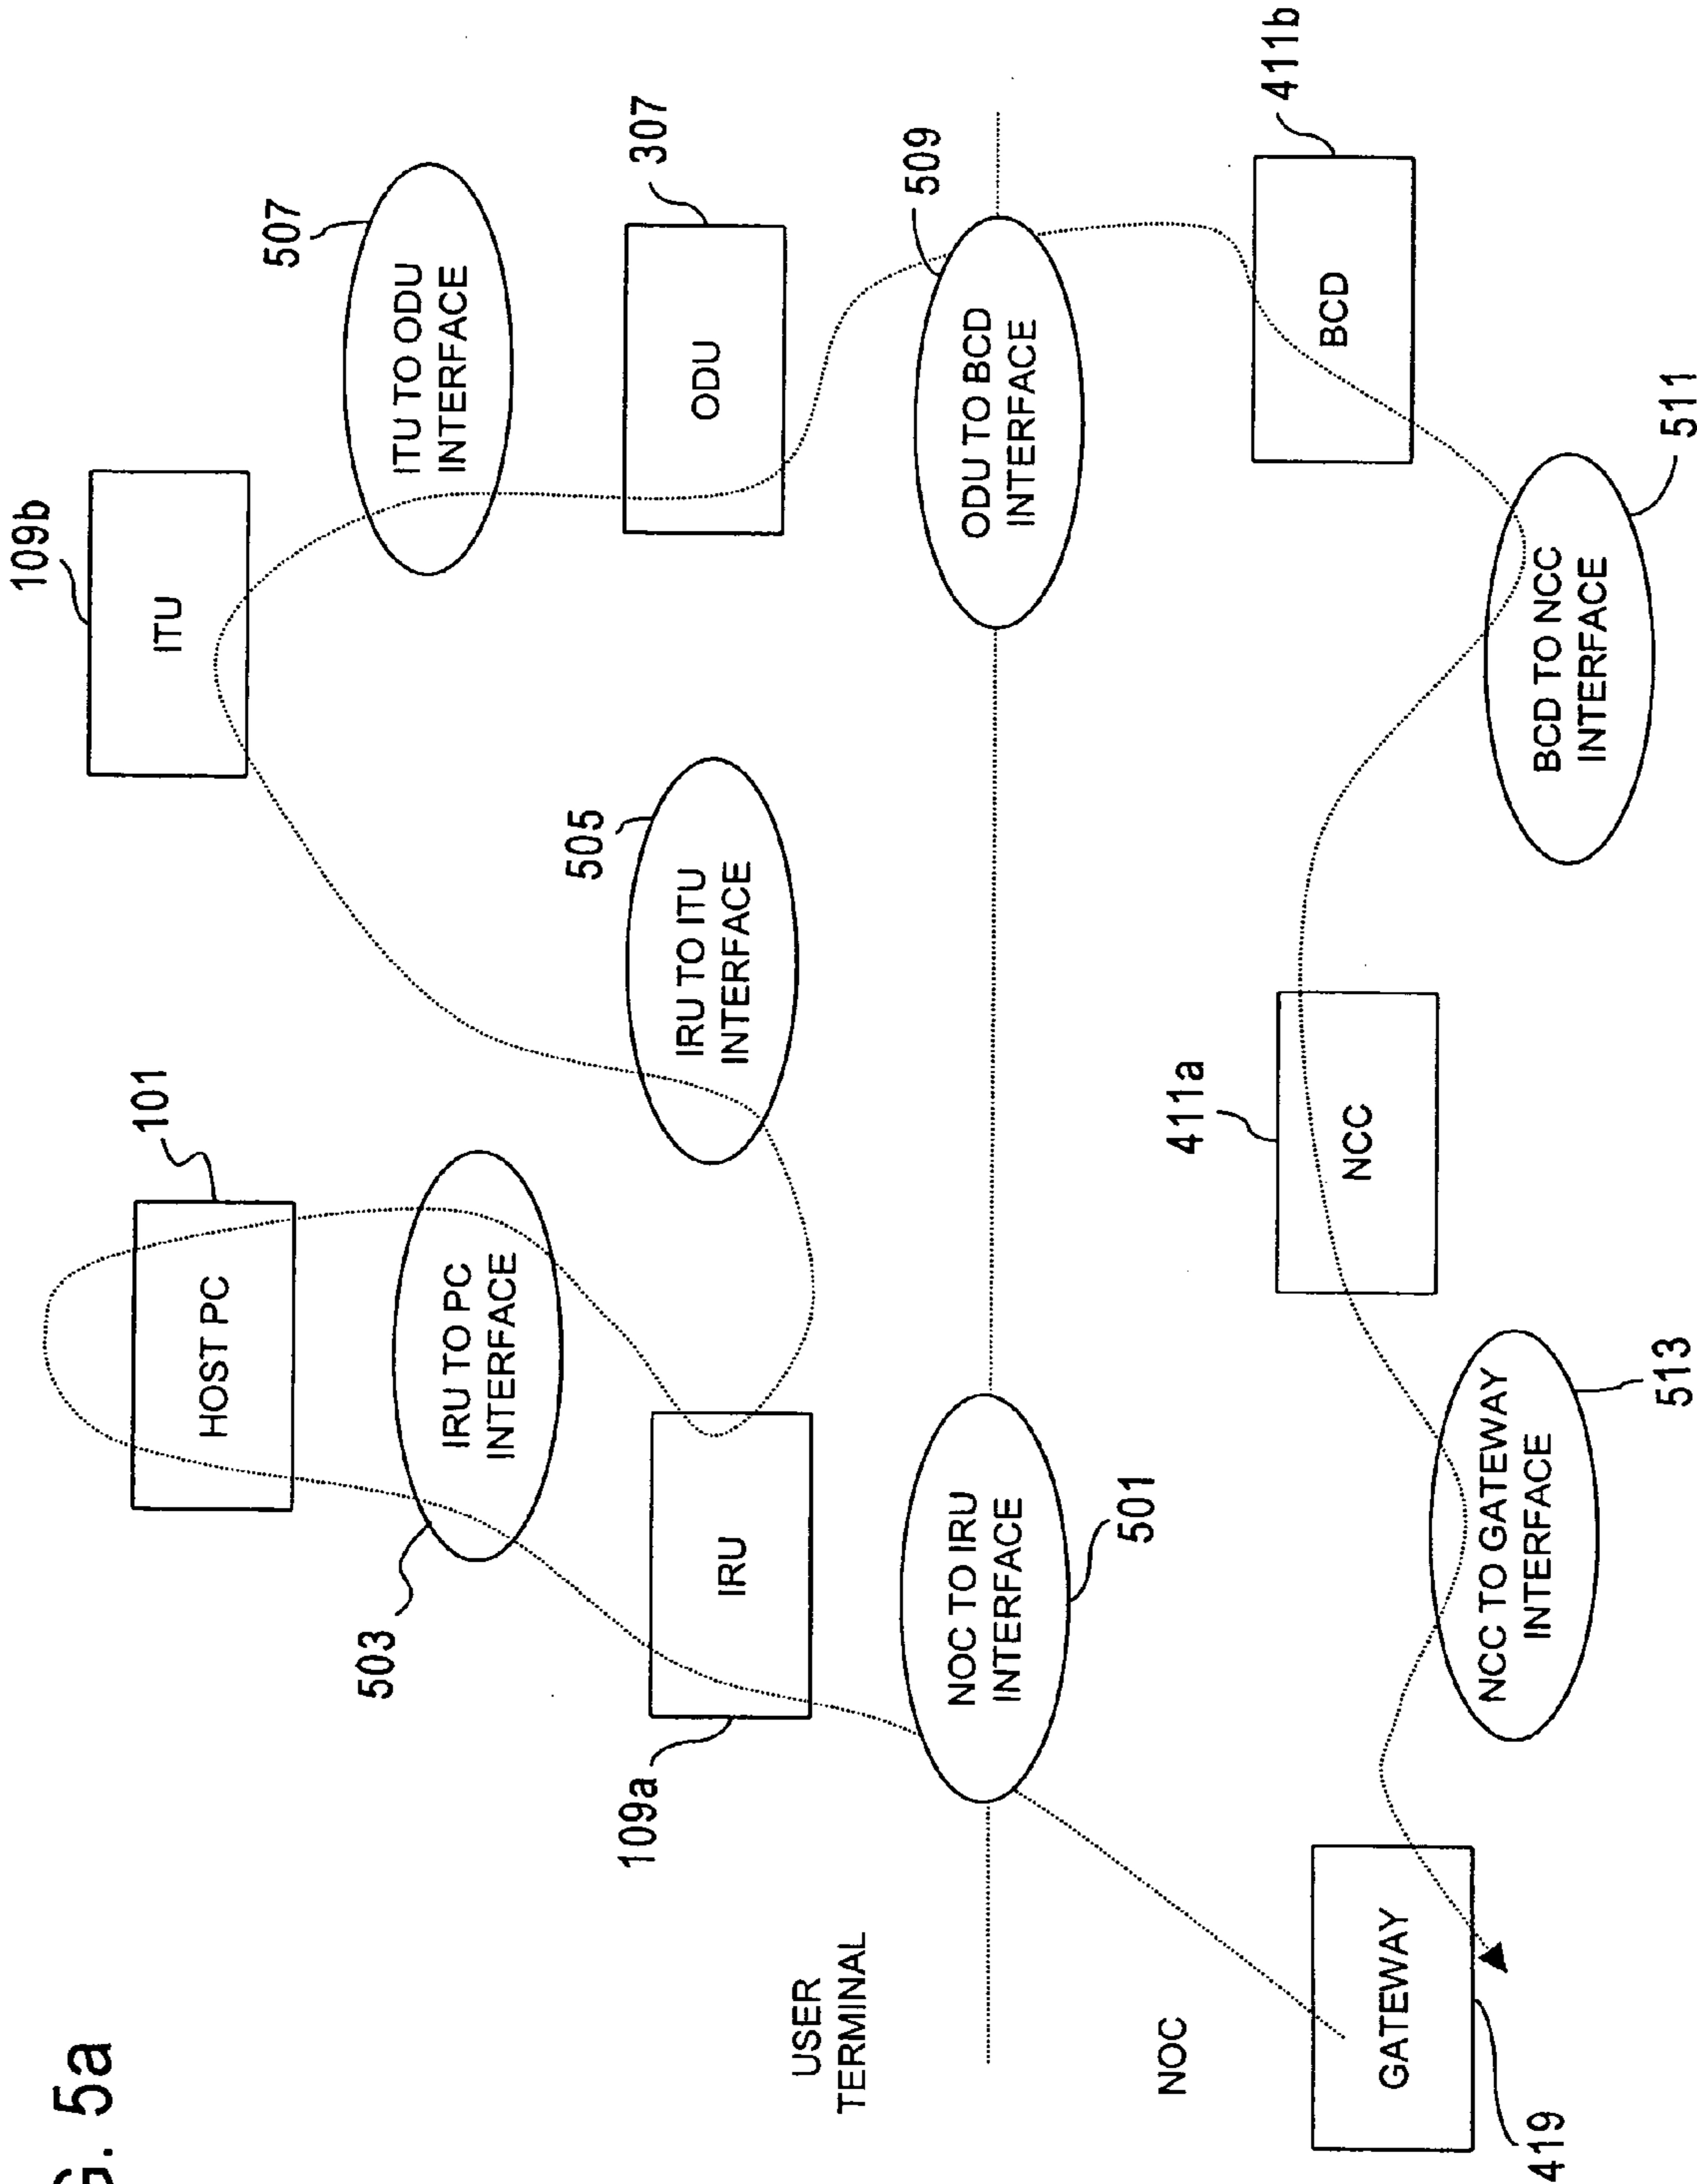 G. 5a
101
109b
HOST PC
ITU
507
503
IRU TO PC
INTERFACE
ITU TO ODU
INTERFACE
505
307
109a
IRU
IRU TO ITU
INTERFACE
ODU
USER
TERMINAL
509
NOC TO IRU
INTERFACE
ODU TO BCD
INTERFACE
501
NOC
411a
411b
GATEWAY
NCC
BCD
NCC TO GATEWAY
INTERFACE
BCD TO NCC
INTERFACE
419
513
511